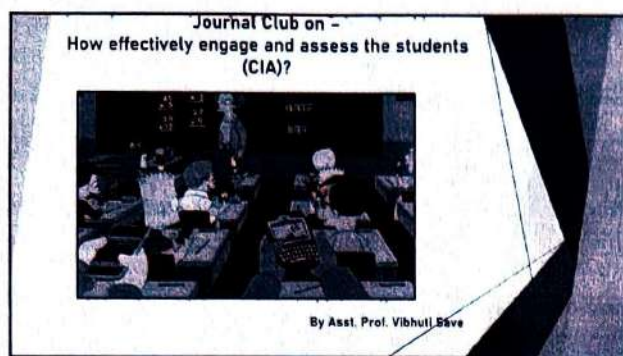 Journal Club on –
How effectively engage and assess the students
(CIA)?
By Asst. Prof. Vibhuti Save